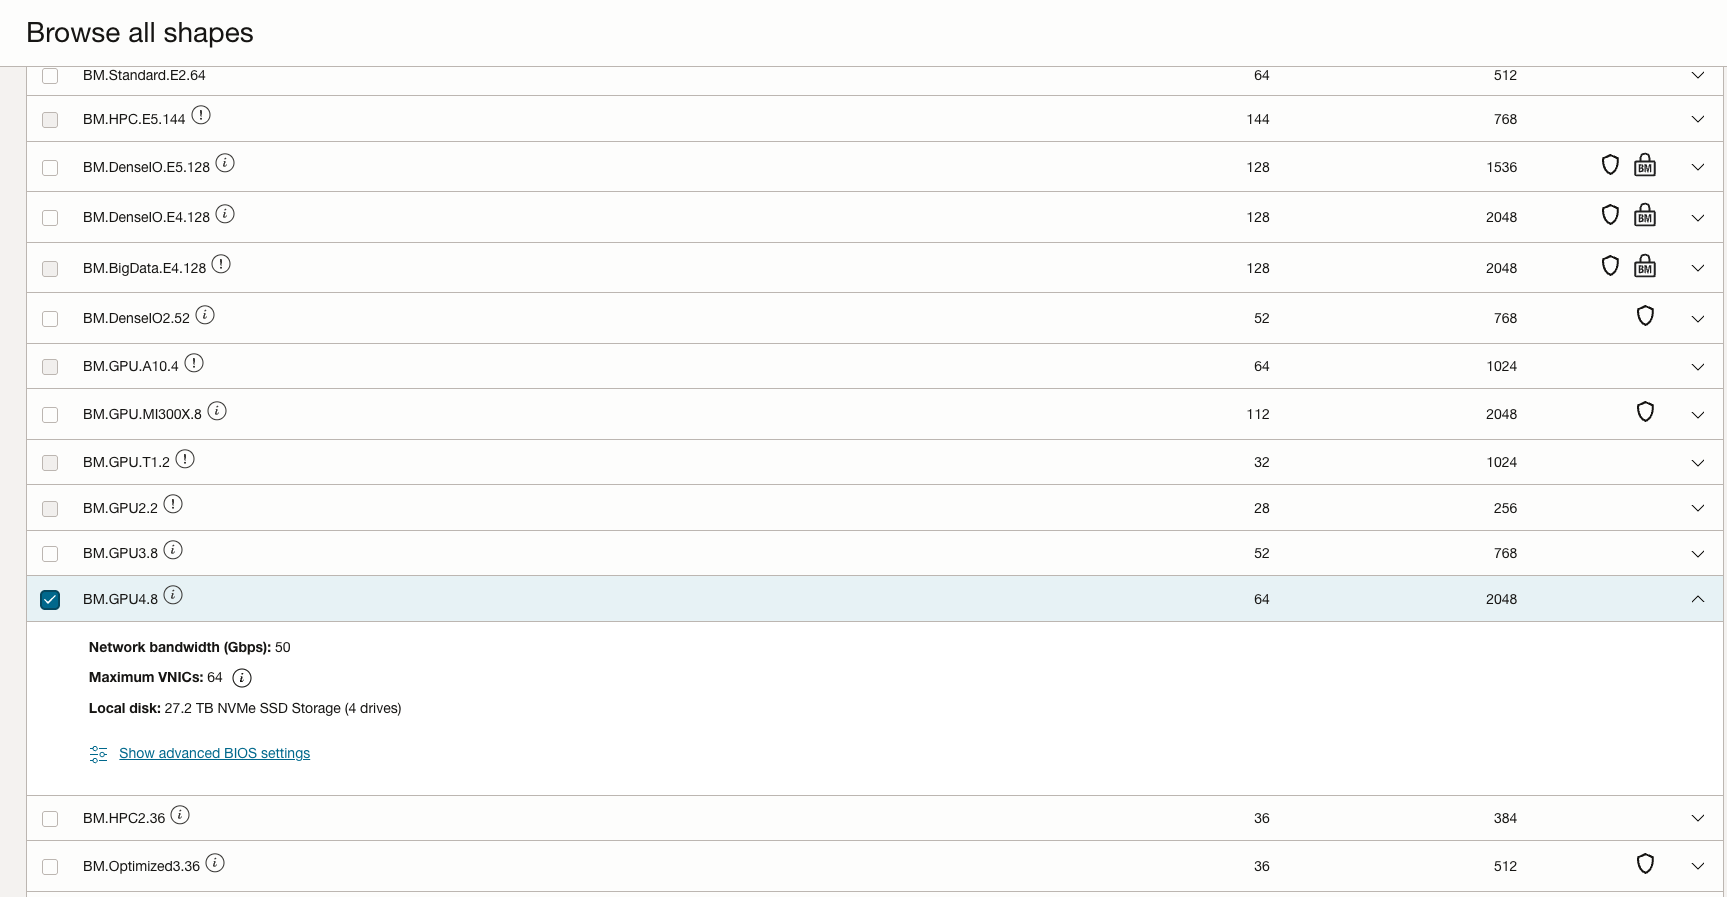 Browse all shapes
BM.Standard.E2.64 64 512
BM.HPC.E5.144 ! 144 768
BM.DenseIO.E5.128 i 128 1536 BM
BM.DenseIO.E4.128 i 128 2048 BM
BM.BigData.E4.128 ! 128 2048 BM
BM.DenseIO2.52 i 52 768
BM.GPU.A10.4 ! 64 1024
BM.GPU.MI300X.8 i 112 2048
BM.GPU.T1.2 ! 32 1024
BM.GPU2.2 ! 28 256
BM.GPU3.8 i 52 768
BM.GPU4.8 i 64 2048
Network bandwidth (Gbps): 50
Maximum VNICs: 64 i
Local disk: 27.2 TB NVMe SSD Storage (4 drives)
Show advanced BIOS settings
BM.HPC2.36 i 36 384
BM.Optimized3.36 i 36 512